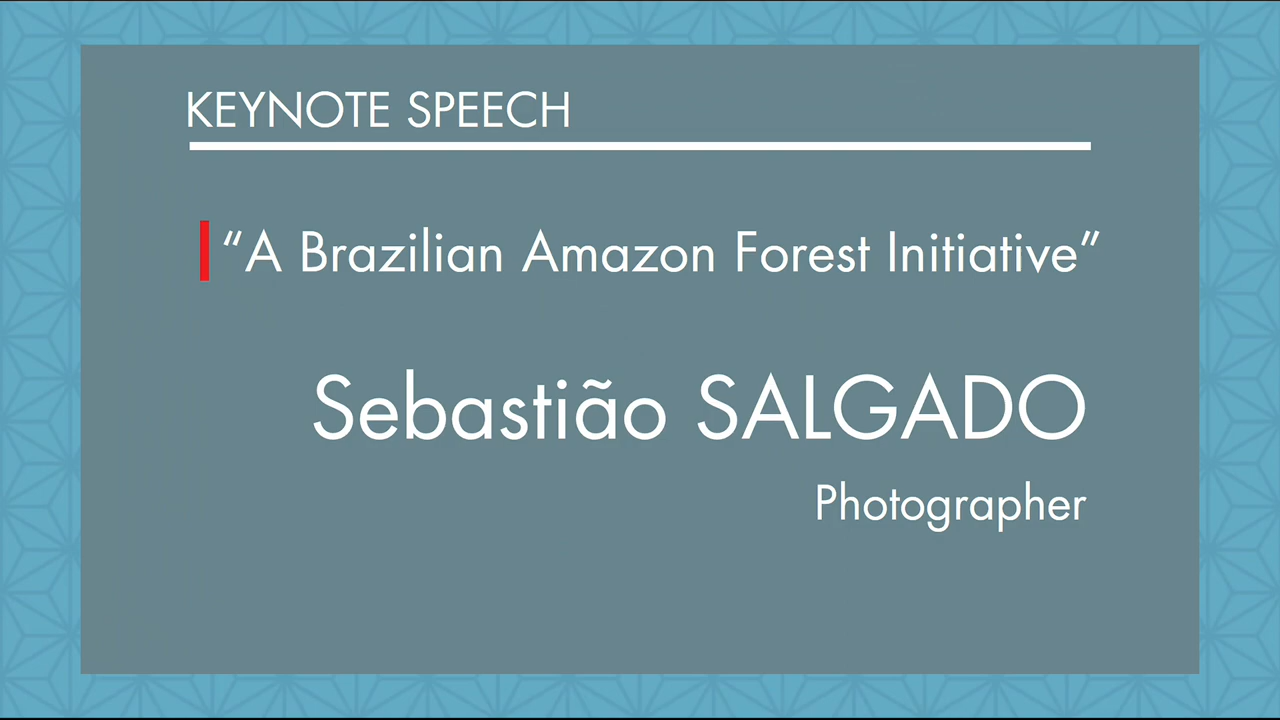 KEYNOTE SPEECH
“A Brazilian Amazon Forest Initiative”
Sebastião SALGADO
Photographer